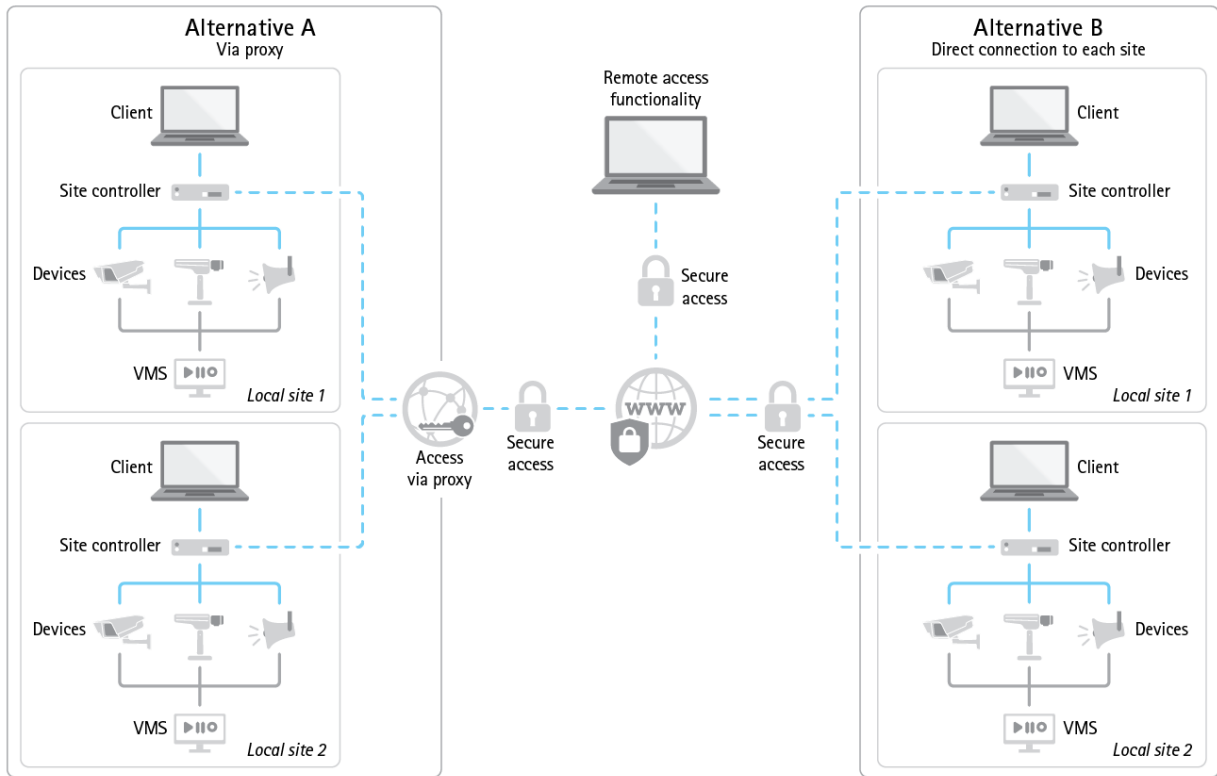 Alternative A
Via proxy
Client
Site controller
Devices
VMS
Local site 1
Client
Site controller
Devices
VMS
Local site 2
Remote access
functionality
Secure
access
Access
via proxy
Secure
access
WWW
Secure
access
Alternative B
Direct connection to each site
Client
Site controller
Devices
VMS
Local site 1
Client
Site controller
Devices
VMS
Local site 2